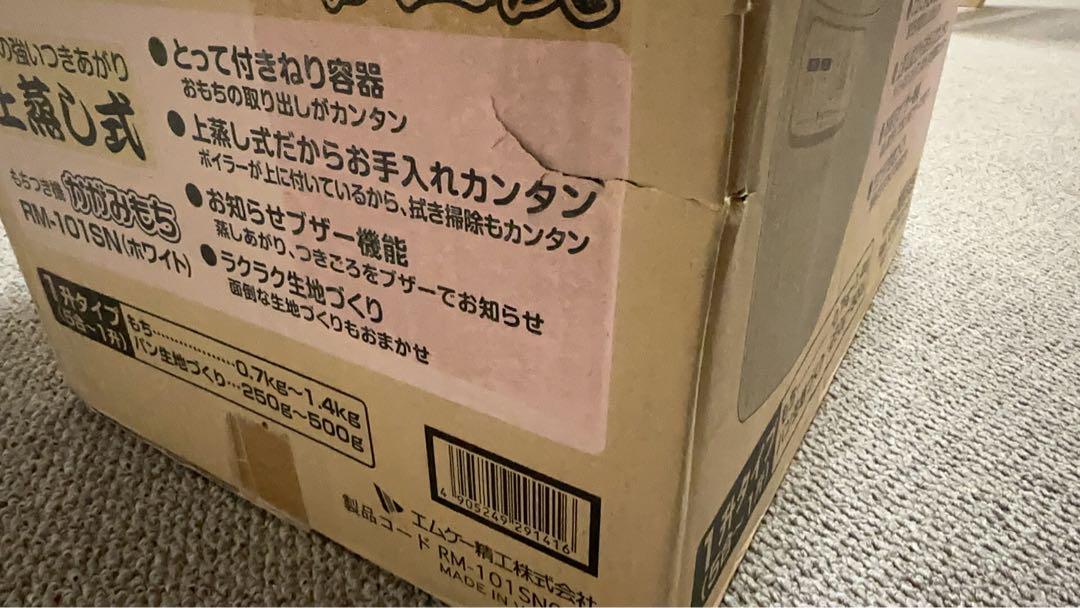 の強いつきあがり
上蒸し式
もちつき機 かがみもち
RM-101SN(ホワイト)
●とって付きねり容器
おもちの取り出しがカンタン
●上蒸し式だからお手入れカンタン
ボイラーが上に付いているから、拭き掃除もカンタン
●お知らせブザー機能
蒸しあがり、つきごろをブザーでお知らせ
●ラクラク生地づくり
面倒な生地づくりもおまかせ
1升タイプ
もち………………0.7kg〜1.4kg
パン生地づくり…250g〜500g
4 905249 291416
エムケー精工株式会社
製品コード RM-101SN
MADE IN